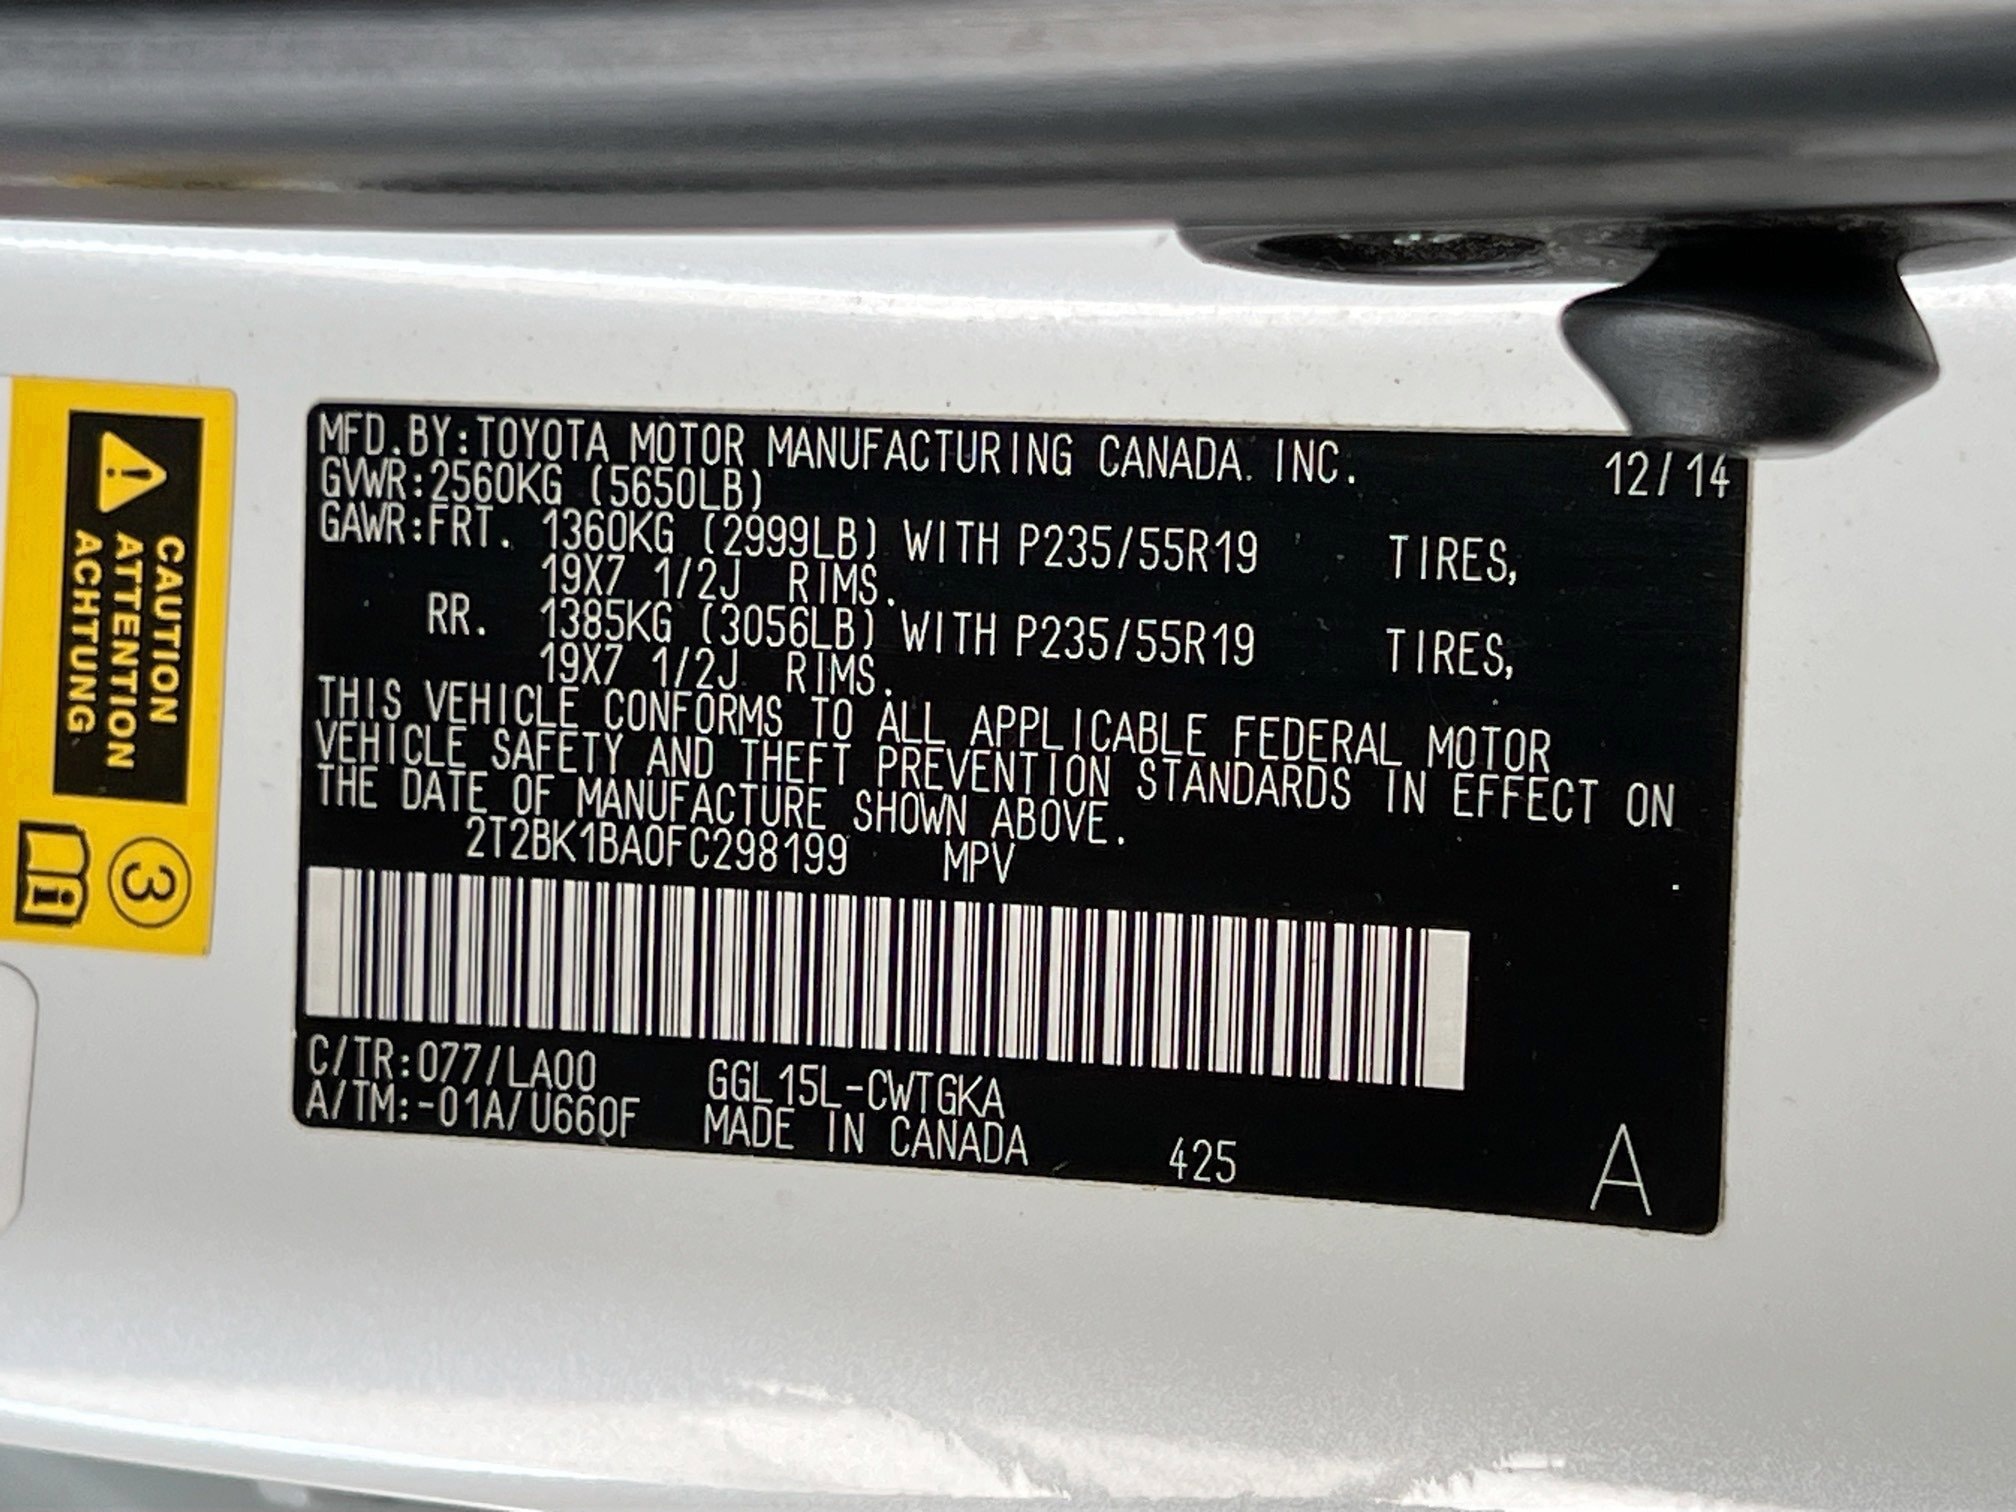 MFD.BY:TOYOTA MOTOR MANUFACTURING CANADA. INC. 12/14
GVWR:2560KG (5650LB)
GAWR:FRT. 1360KG (2999LB) WITH P235/55R19 TIRES,
19X7 1/2J RIMS.
RR. 1385KG (3056LB) WITH P235/55R19 TIRES,
19X7 1/2J RIMS.
THIS VEHICLE CONFORMS TO ALL APPLICABLE FEDERAL MOTOR
VEHICLE SAFETY AND THEFT PREVENTION STANDARDS IN EFFECT ON
THE DATE OF MANUFACTURE SHOWN ABOVE.
2T2BK1BA0FC298199 MPV
C/TR:077/LA00 GGL15L-CWTGKA
A/TM:-01A/U660F MADE IN CANADA 425 A
CAUTION
ATTENTION
ACHTUNG
3
i